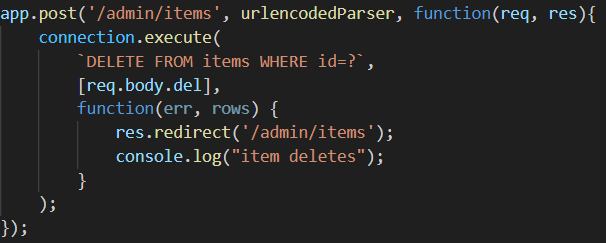 app.post('/admin/items', urlencodedParser, function(req, res){
connection.execute(
`DELETE FROM items WHERE id=?`,
[req.body.del],
function(err, rows) {
res.redirect('/admin/items');
console.log("item deletes");
}
);
});